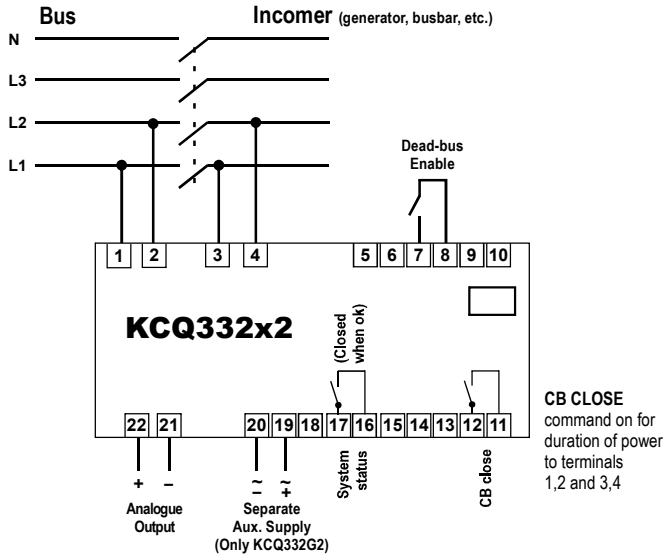 Bus
Incomer (generator, busbar, etc.)
N
L3
L2
L1
Dead-bus
Enable
1 2 3 4 5 6 7 8 9 10
KCQ332x2
(Closed
when ok)
22 21 20 19 18 17 16 15 14 13 12 11
+ – ~ ~
– +
Analogue
Output
Separate
Aux. Supply
(Only KCQ332G2)
System
status
CB close
CB CLOSE
command on for
duration of power
to terminals
1,2 and 3,4